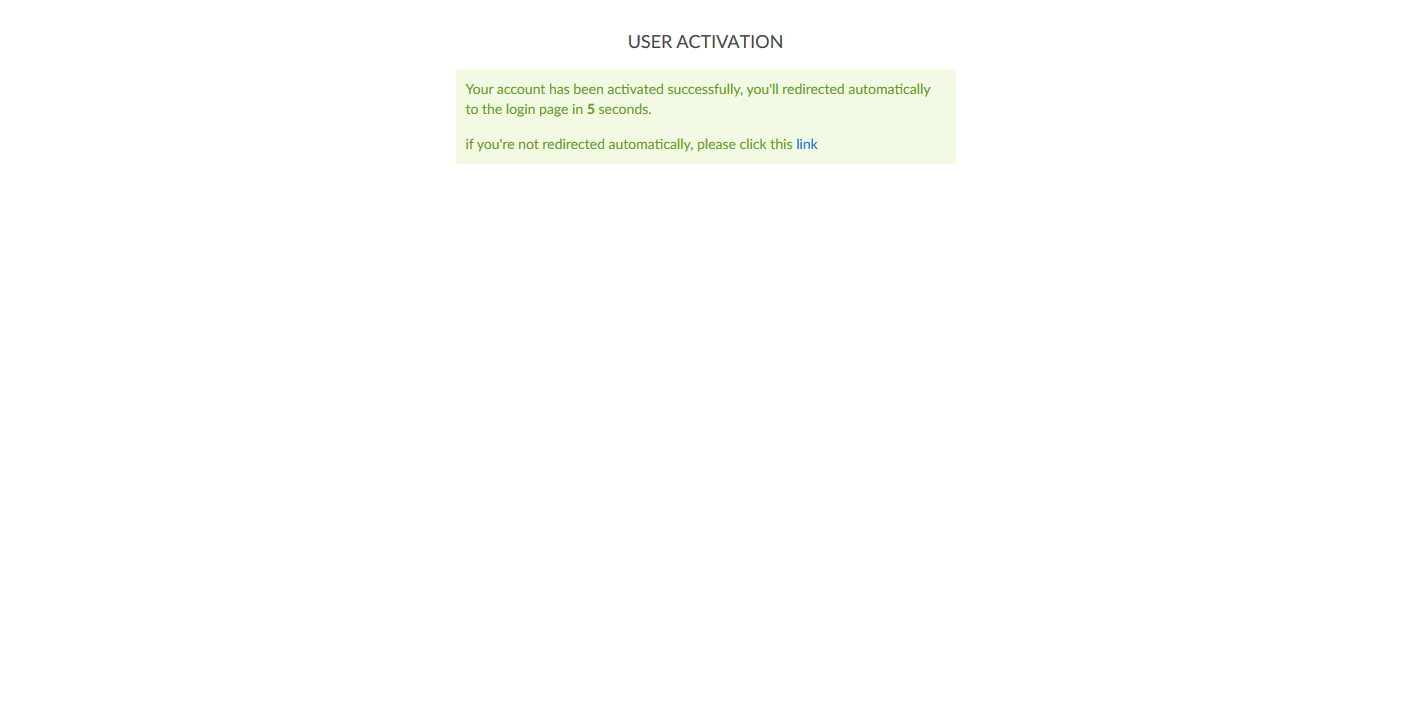 USER ACTIVATION
Your account has been activated successfully, you'll redirected automatically
to the login page in 5 seconds.
if you're not redirected automatically, please click this link